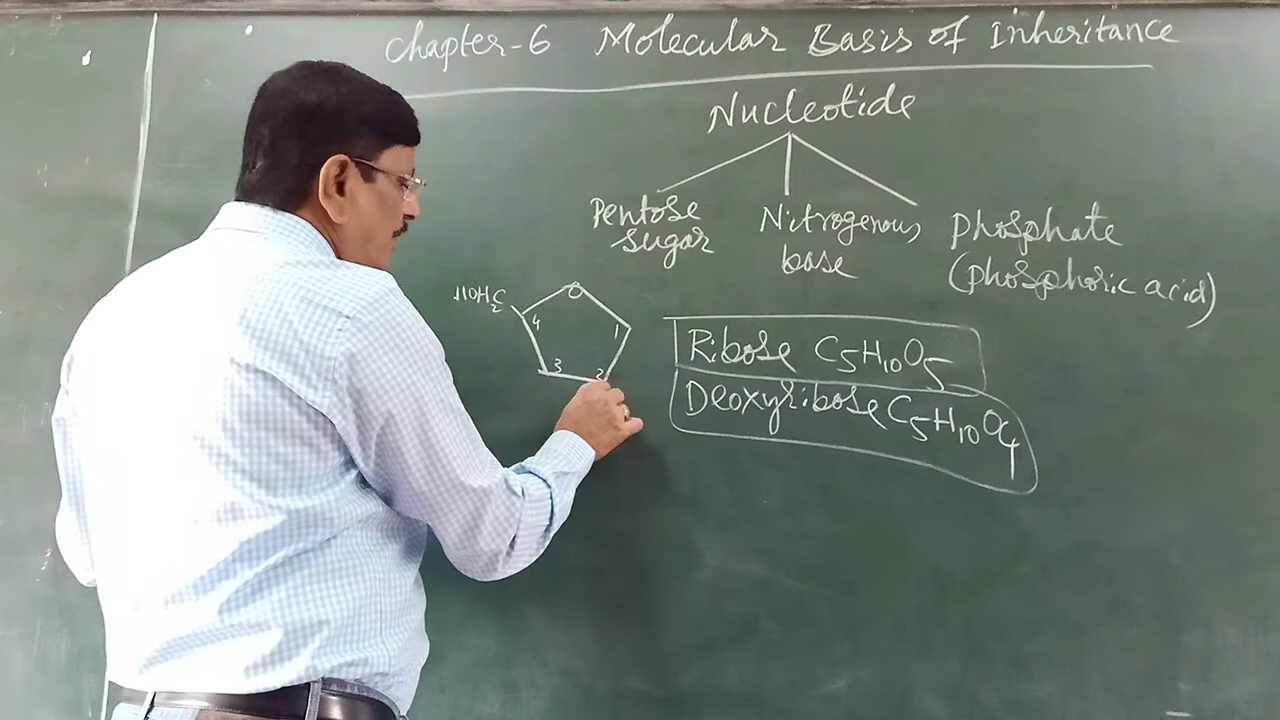 Chapter-6 Molecular Basis of Inheritance
Nucleotide
Pentose sugar
Nitrogenous base
Phosphate
(Phosphoric acid)
HOH2C
O
4
1
3
2
Ribose C5H10O5
Deoxyribose C5H10O4